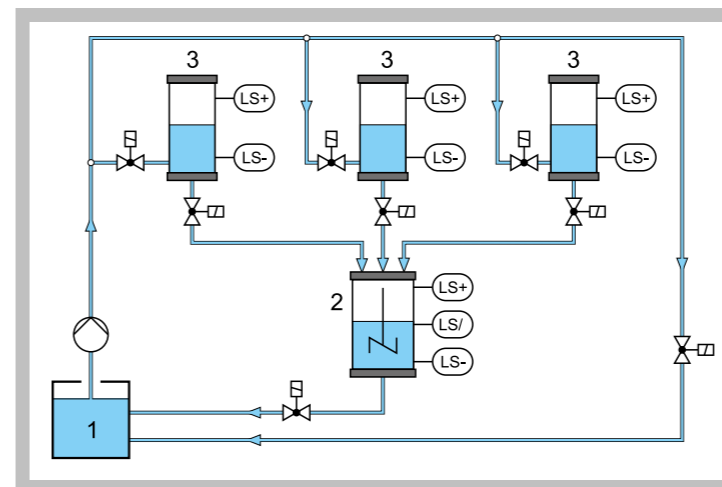 3 3 3
LS+ LS+ LS+
LS- LS- LS-
2 LS+
LS/
LS-
1